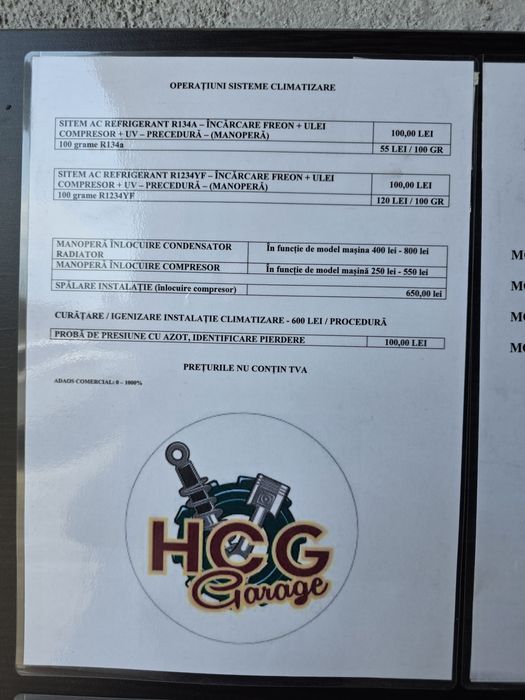 OPERAȚIUNI SISTEME CLIMATIZARE
SITEM AC REFRIGERANT R134A – ÎNCĂRCARE FREON + ULEI
COMPRESOR + UV – PRECEDURĂ – (MANOPERĂ)
100,00 LEI
100 grame R134a
55 LEI / 100 GR
SITEM AC REFRIGERANT R1234YF – ÎNCĂRCARE FREON + ULEI
COMPRESOR + UV – PRECEDURĂ – (MANOPERĂ)
100,00 LEI
100 grame R1234YF
120 LEI / 100 GR
MANOPERĂ ÎNLOCUIRE CONDENSATOR
RADIATOR
În funcție de model mașina 400 lei - 800 lei
MANOPERĂ ÎNLOCUIRE COMPRESOR
În funcție de model mașină 250 lei - 550 lei
SPĂLARE INSTALAȚIE (înlocuire compresor)
650,00 lei
CURĂȚARE / IGENIZARE INSTALAȚIE CLIMATIZARE - 600 LEI / PROCEDURĂ
PROBĂ DE PRESIUNE CU AZOT, IDENTIFICARE PIERDERE
100,00 LEI
PREȚURILE NU CONȚIN TVA
ADAOS COMERCIAL: 0 – 1000%
HCG
Garage